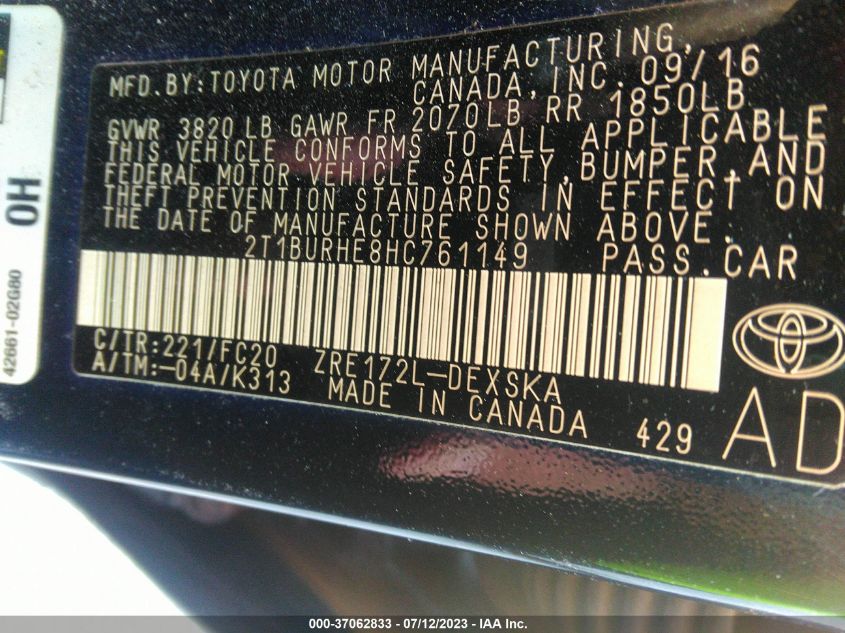 MFD.BY:TOYOTA MOTOR MANUFACTURING,
CANADA,INC.09/16
GVWR 3820 LB GAWR FR 2070LB RR 1850LB
THIS VEHICLE CONFORMS TO ALL APPLICABLE
FEDERAL MOTOR VEHICLE SAFETY,BUMPER,AND
THEFT PREVENTION STANDARDS IN EFFECT ON
THE DATE OF MANUFACTURE SHOWN ABOVE.
2T1BURHE8HC761149 PASS.CAR
C/TR:221/FC20 ZRE172L-DEXSKA
A/TM:-04A/K313 MADE IN CANADA 429
AD
OH
42661-02G80
000-37062833 - 07/12/2023 - IAA Inc.